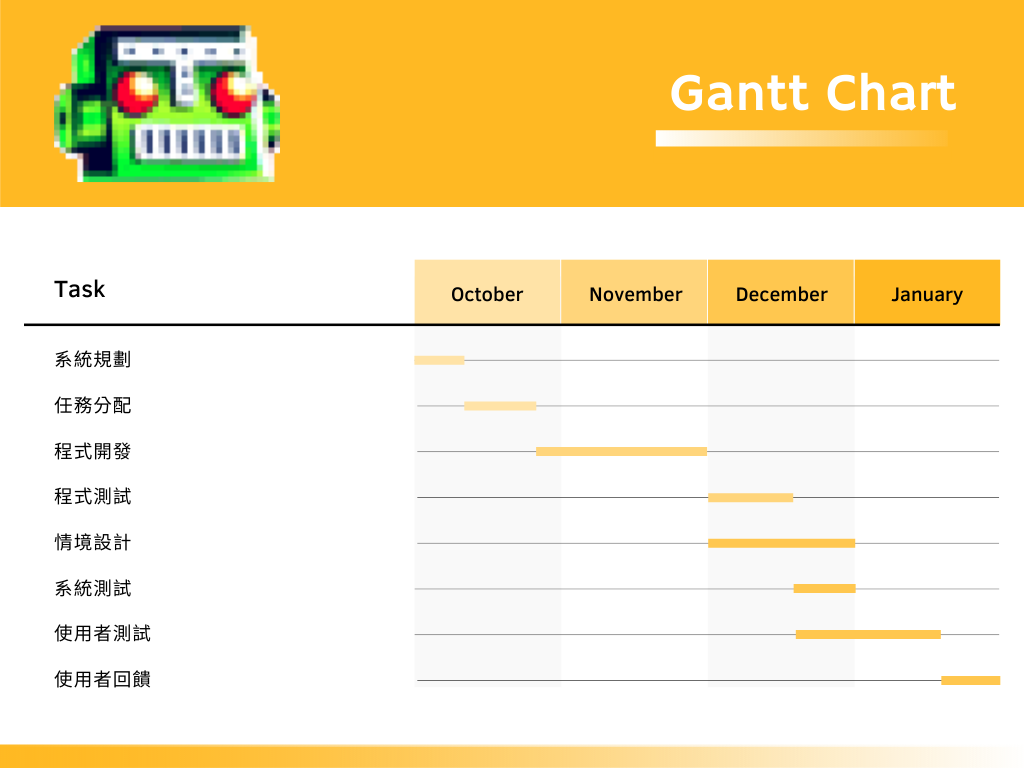 Gantt Chart
Task
October
November
December
January
系統規劃
任務分配
程式開發
程式測試
情境設計
系統測試
使用者測試
使用者回饋